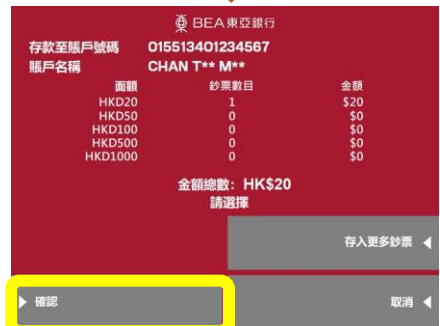 BEA東亞銀行
存款至賬戶號碼 015513401234567
賬戶名稱 CHAN T** M**
面額 鈔票數目 金額
HKD20 1 $20
HKD50 0 $0
HKD100 0 $0
HKD500 0 $0
HKD1000 0 $0
金額總數: HK$20
請選擇
存入更多鈔票
確認 取消